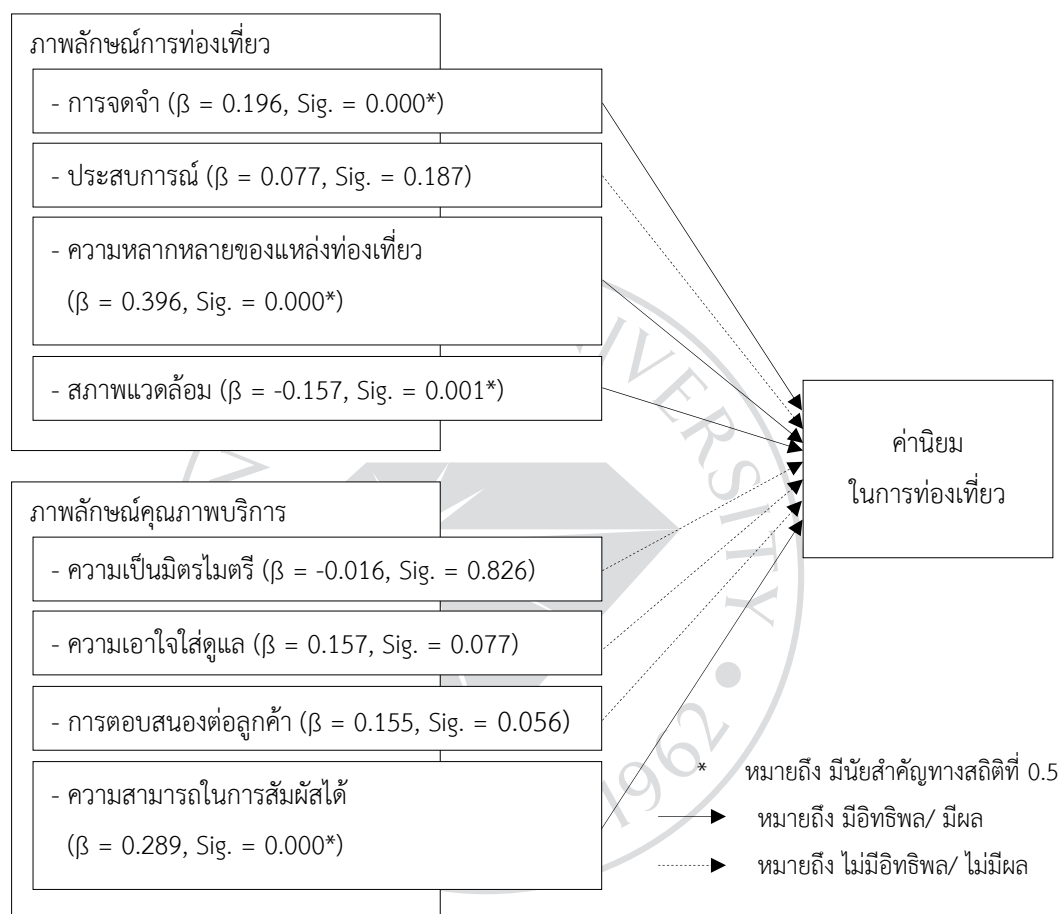 ภาพลักษณ์การท่องเที่ยว
- การจดจำ (β = 0.196, Sig. = 0.000*)
- ประสบการณ์ (β = 0.077, Sig. = 0.187)
- ความหลากหลายของแหล่งท่องเที่ยว
(β = 0.396, Sig. = 0.000*)
- สภาพแวดล้อม (β = -0.157, Sig. = 0.001*)
ค่านิยม
ในการท่องเที่ยว
ภาพลักษณ์คุณภาพบริการ
- ความเป็นมิตรไมตรี (β = -0.016, Sig. = 0.826)
- ความเอาใจใส่ดูแล (β = 0.157, Sig. = 0.077)
- การตอบสนองต่อลูกค้า (β = 0.155, Sig. = 0.056)
- ความสามารถในการสัมผัสได้
(β = 0.289, Sig. = 0.000*)
* หมายถึง มีนัยสำคัญทางสถิติที่ 0.5
หมายถึง มีอิทธิพล/ มีผล
หมายถึง ไม่มีอิทธิพล/ ไม่มีผล
1962